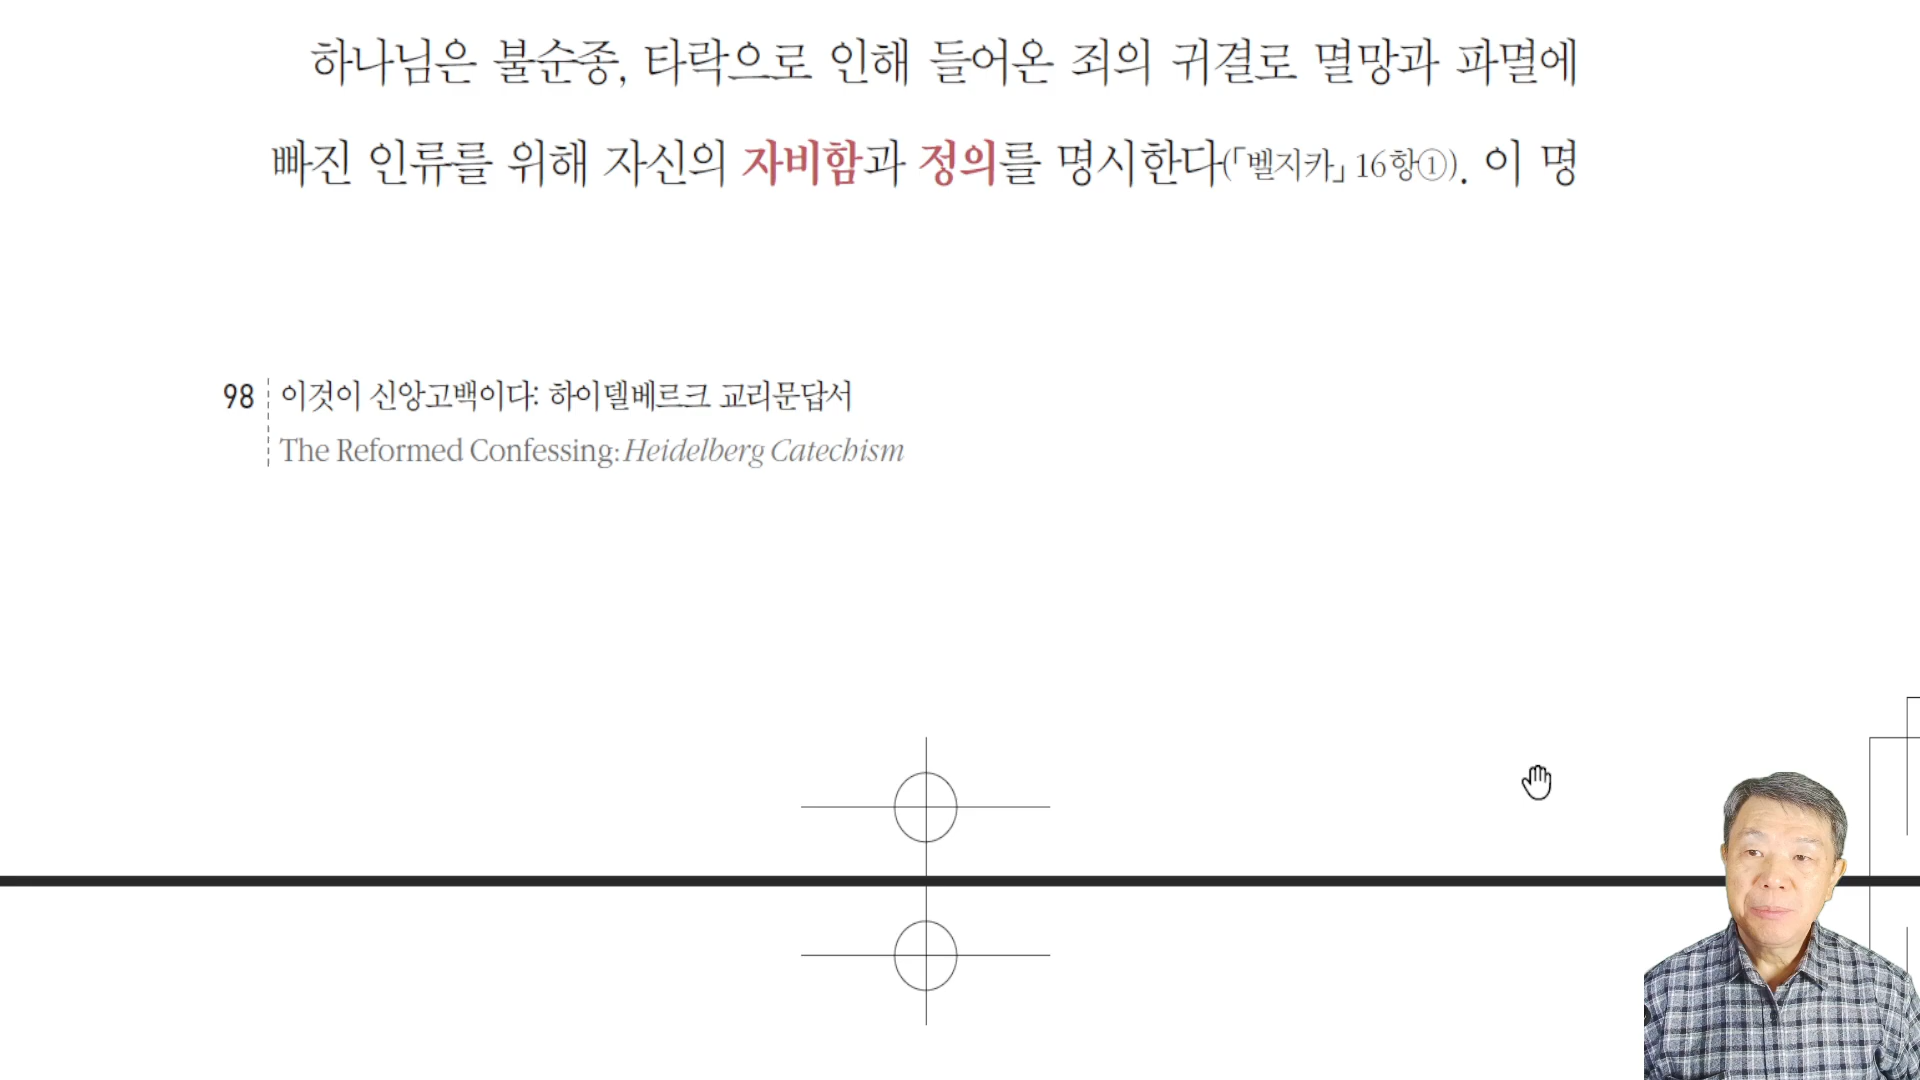 하나님은 불순종, 타락으로 인해 들어온 죄의 귀결로 멸망과 파멸에
빠진 인류를 위해 자신의 자비함과 정의를 명시한다(「벨지카」 16항①). 이 명
98 이것이 신앙고백이다: 하이델베르크 교리문답서
The Reformed Confessing: Heidelberg Catechism